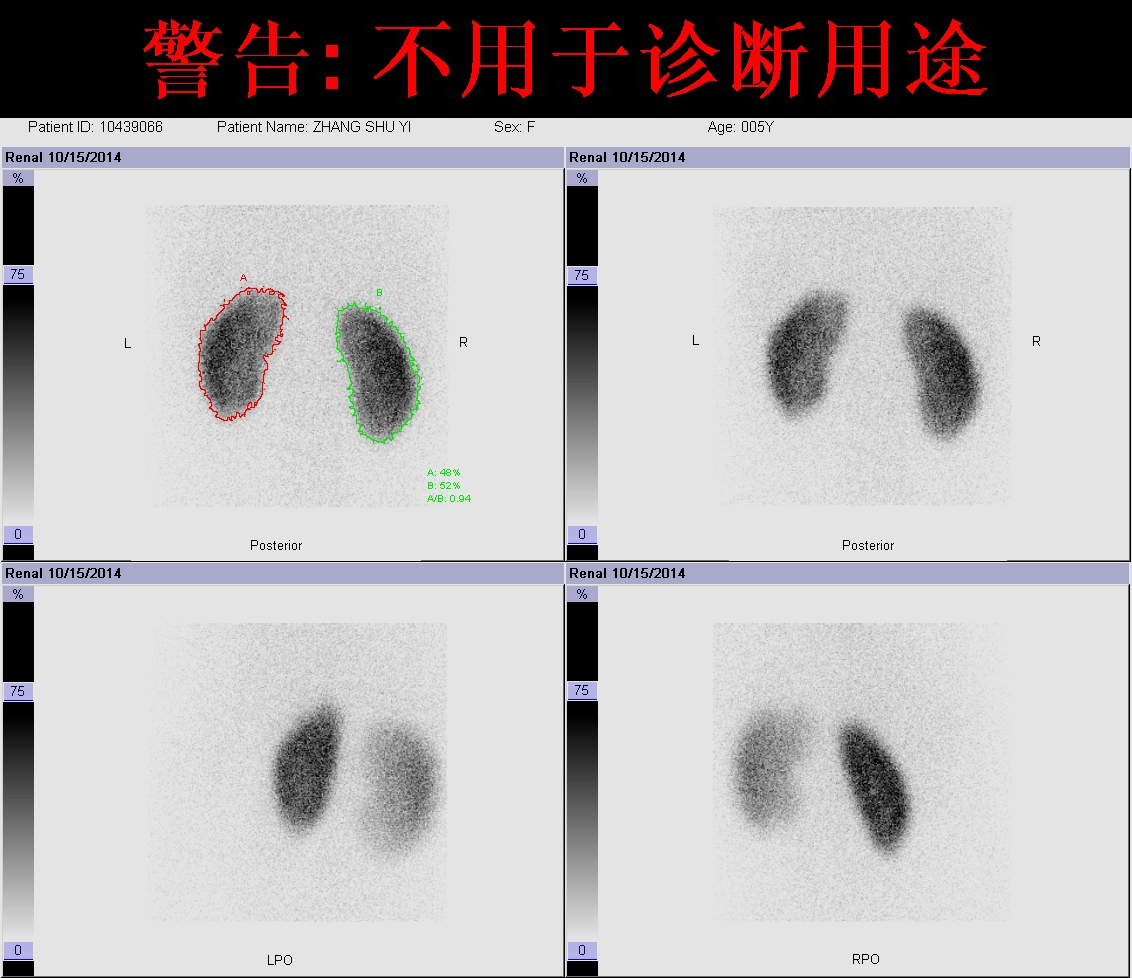 警告: 不用于诊断用途
Patient ID: 10439066 Patient Name: ZHANG SHU YI Sex: F Age: 005Y
Renal 10/15/2014
%
75
0
A
B
L
R
A: 48%
B: 52%
A/B: 0.94
Posterior
Renal 10/15/2014
%
75
0
L
R
Posterior
Renal 10/15/2014
%
75
0
LPO
Renal 10/15/2014
%
75
0
RPO